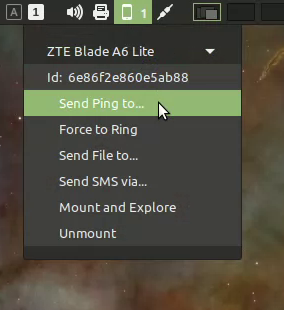 A 1 1
ZTE Blade A6 Lite
Id: 6e86f2e860e5ab88
Send Ping to...
Force to Ring
Send File to...
Send SMS via...
Mount and Explore
Unmount